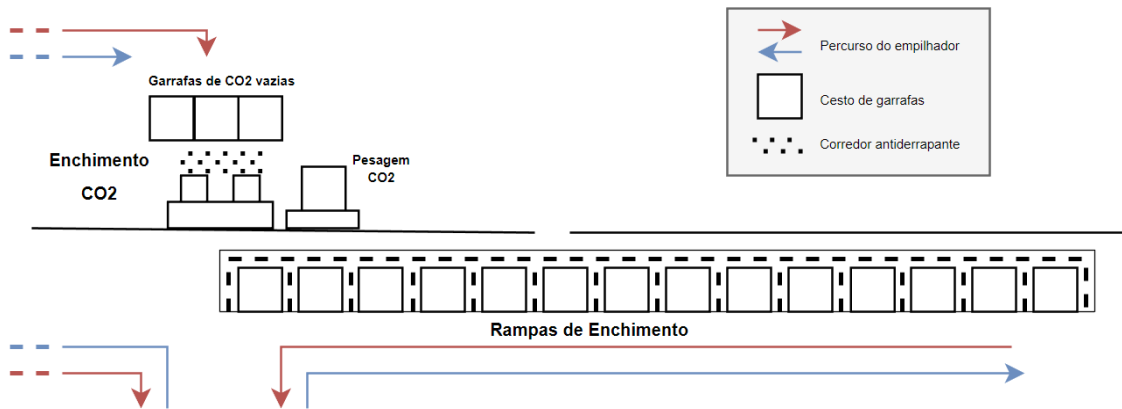 Garrafas de CO2 vazias
Enchimento
CO2
Pesagem
CO2
Rampas de Enchimento
Percurso do empilhador
Cesto de garrafas
Corredor antiderrapante